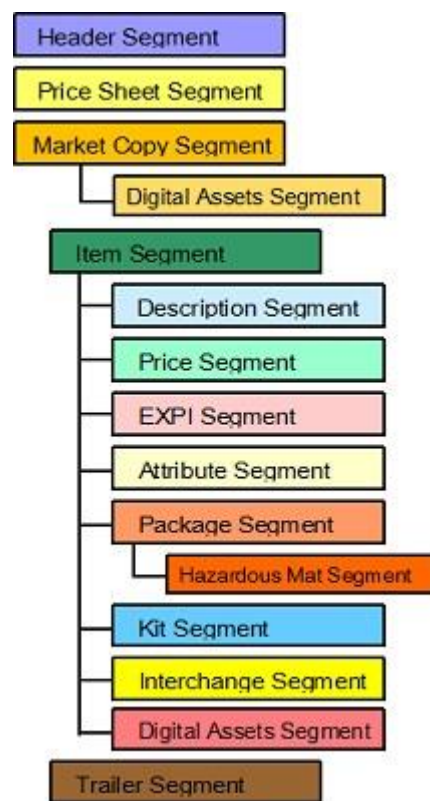 Header Segment
Price Sheet Segment
Market Copy Segment
Digital Assets Segment
Item Segment
Description Segment
Price Segment
EXPI Segment
Attribute Segment
Package Segment
Hazardous Mat Segment
Kit Segment
Interchange Segment
Digital Assets Segment
Trailer Segment